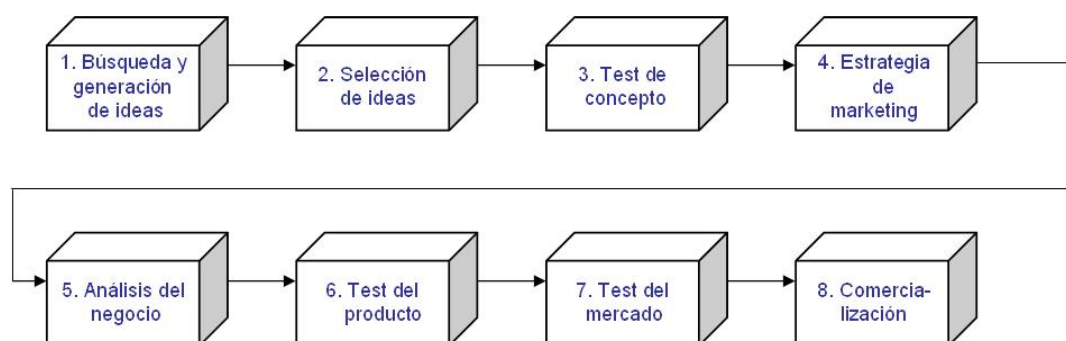 1. Búsqueda y
generación
de ideas
2. Selección
de ideas
3. Test de
concepto
4. Estrategia
de
marketing
5. Análisis del
negocio
6. Test del
producto
7. Test del
mercado
8. Comercia-
lización